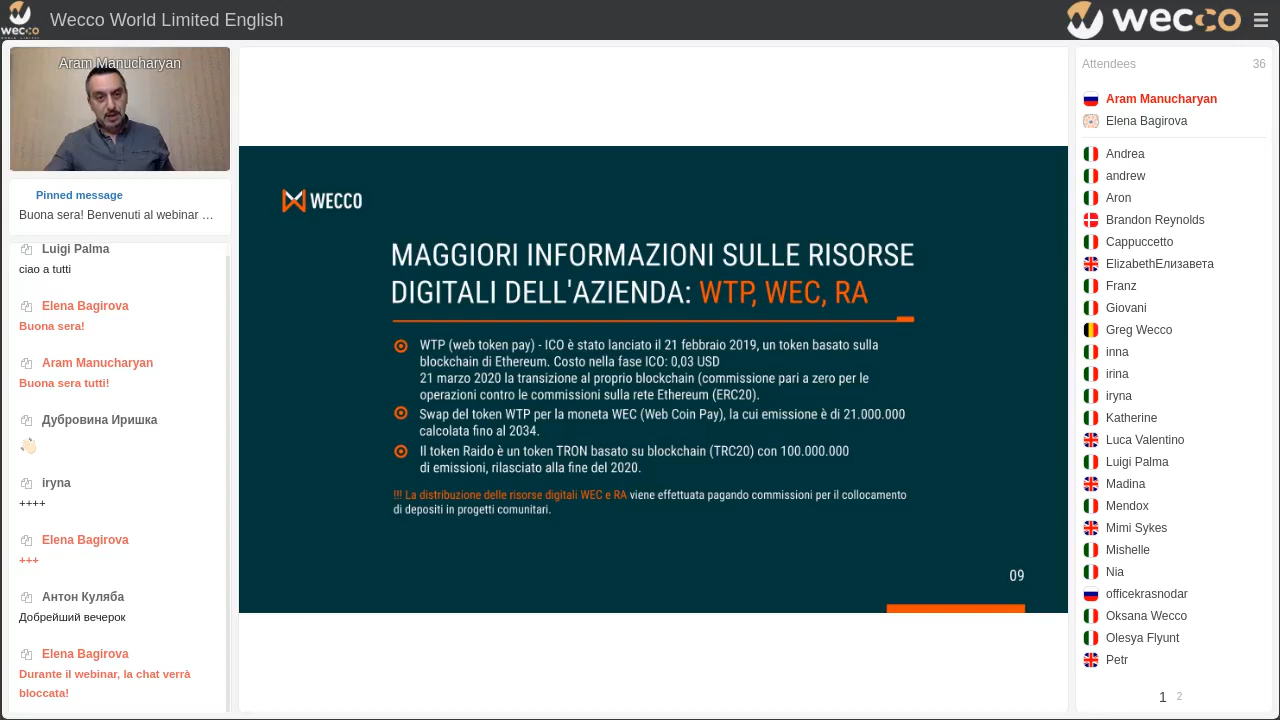 wecco
WORLD LIMITED
Wecco World Limited English
wecco
Aram Manucharyan
Pinned message
Buona sera! Benvenuti al webinar …
Luigi Palma
ciao a tutti
Elena Bagirova
Buona sera!
Aram Manucharyan
Buona sera tutti!
Дубровина Иришка
iryna
++++
Elena Bagirova
+++
Антон Куляба
Добрейший вечерок
Elena Bagirova
Durante il webinar, la chat verrà
bloccata!
WECCO
MAGGIORI INFORMAZIONI SULLE RISORSE
DIGITALI DELL'AZIENDA: WTP, WEC, RA
WTP (web token pay) - ICO è stato lanciato il 21 febbraio 2019, un token basato sulla
blockchain di Ethereum. Costo nella fase ICO: 0,03 USD
21 marzo 2020 la transizione al proprio blockchain (commissione pari a zero per le
operazioni contro le commissioni sulla rete Ethereum (ERC20).
Swap del token WTP per la moneta WEC (Web Coin Pay), la cui emissione è di 21.000.000
calcolata fino al 2034.
Il token Raido è un token TRON basato su blockchain (TRC20) con 100.000.000
di emissioni, rilasciato alla fine del 2020.
!!! La distribuzione delle risorse digitali WEC e RA viene effettuata pagando commissioni per il collocamento
di depositi in progetti comunitari.
09
Attendees 36
Aram Manucharyan
Elena Bagirova
Andrea
andrew
Aron
Brandon Reynolds
Cappuccetto
ElizabethЕлизавета
Franz
Giovani
Greg Wecco
inna
irina
iryna
Katherine
Luca Valentino
Luigi Palma
Madina
Mendox
Mimi Sykes
Mishelle
Nia
officekrasnodar
Oksana Wecco
Olesya Flyunt
Petr
1 2